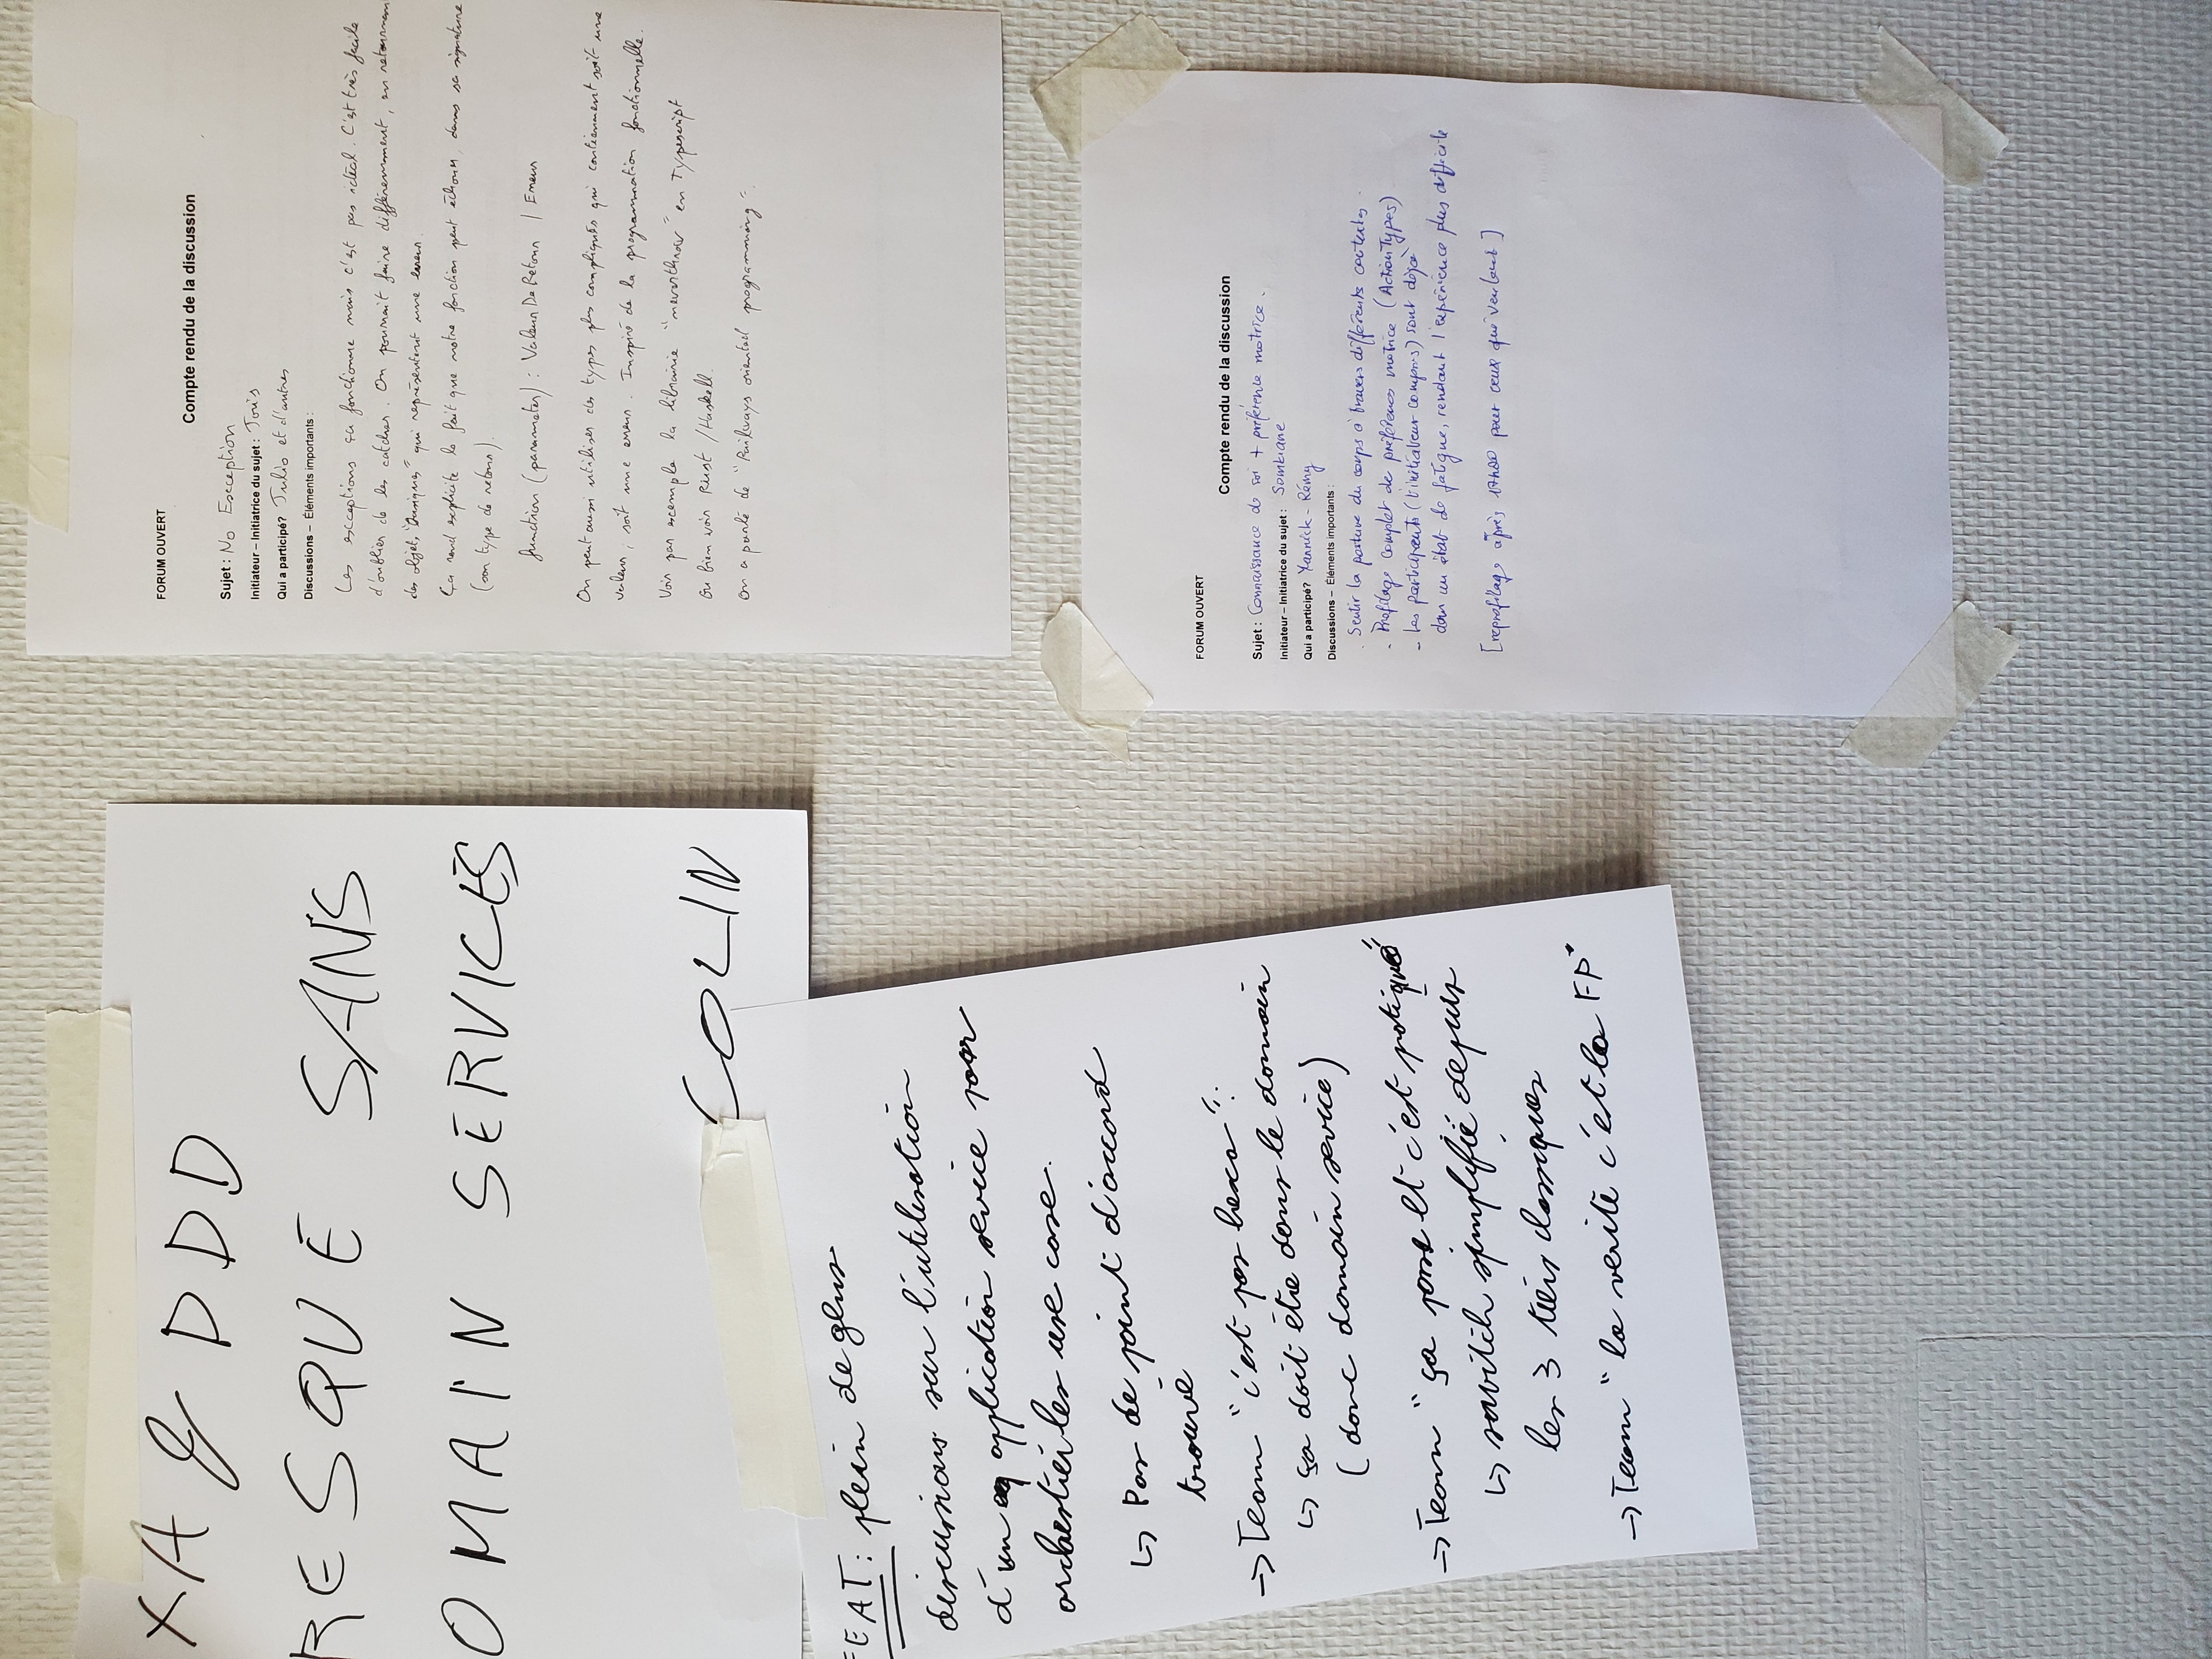 XA & DDD
RESQUE SANS
OMAIN SERVICES
COLIN
FEAT: plein de gens
discussions sur l'utilisation
d'un application service pour
orchestrer les use case.
↳ Pas de point d'accord
trouvé
→ Team "c'est pas hexa":
↳ ça doit être dans le domain
(donc domain service)
→ Team "ça passe et c'est pratique"
↳ switch simplifié depuis
les 3 tiers classiques
→ Team "la vérité c'est la FP"
FORUM OUVERT
Compte rendu de la discussion
Sujet : No Exception
Initiateur – Initiatrice du sujet : Joris
Qui a participé? Julio et d'autres
Discussions – Éléments importants :
Les exceptions ça fonctionne mais c'est pas idéal. C'est très facile
d'oublier de les catcher. On pourrait faire différemment, en retournant
des objets "basiques" qui représentent une erreur.
Ça rend explicite le fait que notre fonction peut échouer, dans sa signature
(son type de retour).
function (parameter) : ValeurDeRetour | Erreur
On peut aussi utiliser des types plus compliqués qui contiennent soit une
valeur, soit une erreur. Inspiré de la programmation fonctionnelle.
Voir par exemple la librairie "neverthrow" en Typescript
Ou bien voir Rust / Haskell.
On a parlé de "Railways oriented programming".
FORUM OUVERT
Compte rendu de la discussion
Sujet : Connaissance de soi + préférence motrice.
Initiateur – Initiatrice du sujet : Somkiane
Qui a participé? Yannick - Rémy
Discussions – Éléments importants :
. Sentir la posture du corps à travers différents contextes.
. Profilage complet de préférences motrice (ActionTypes)
- Les participants (l'initiateur compris) sont déjà
dans un état de fatigue, rendant l'expérience plus difficile
[reprofilage après 17h00 pour ceux qui veulent]